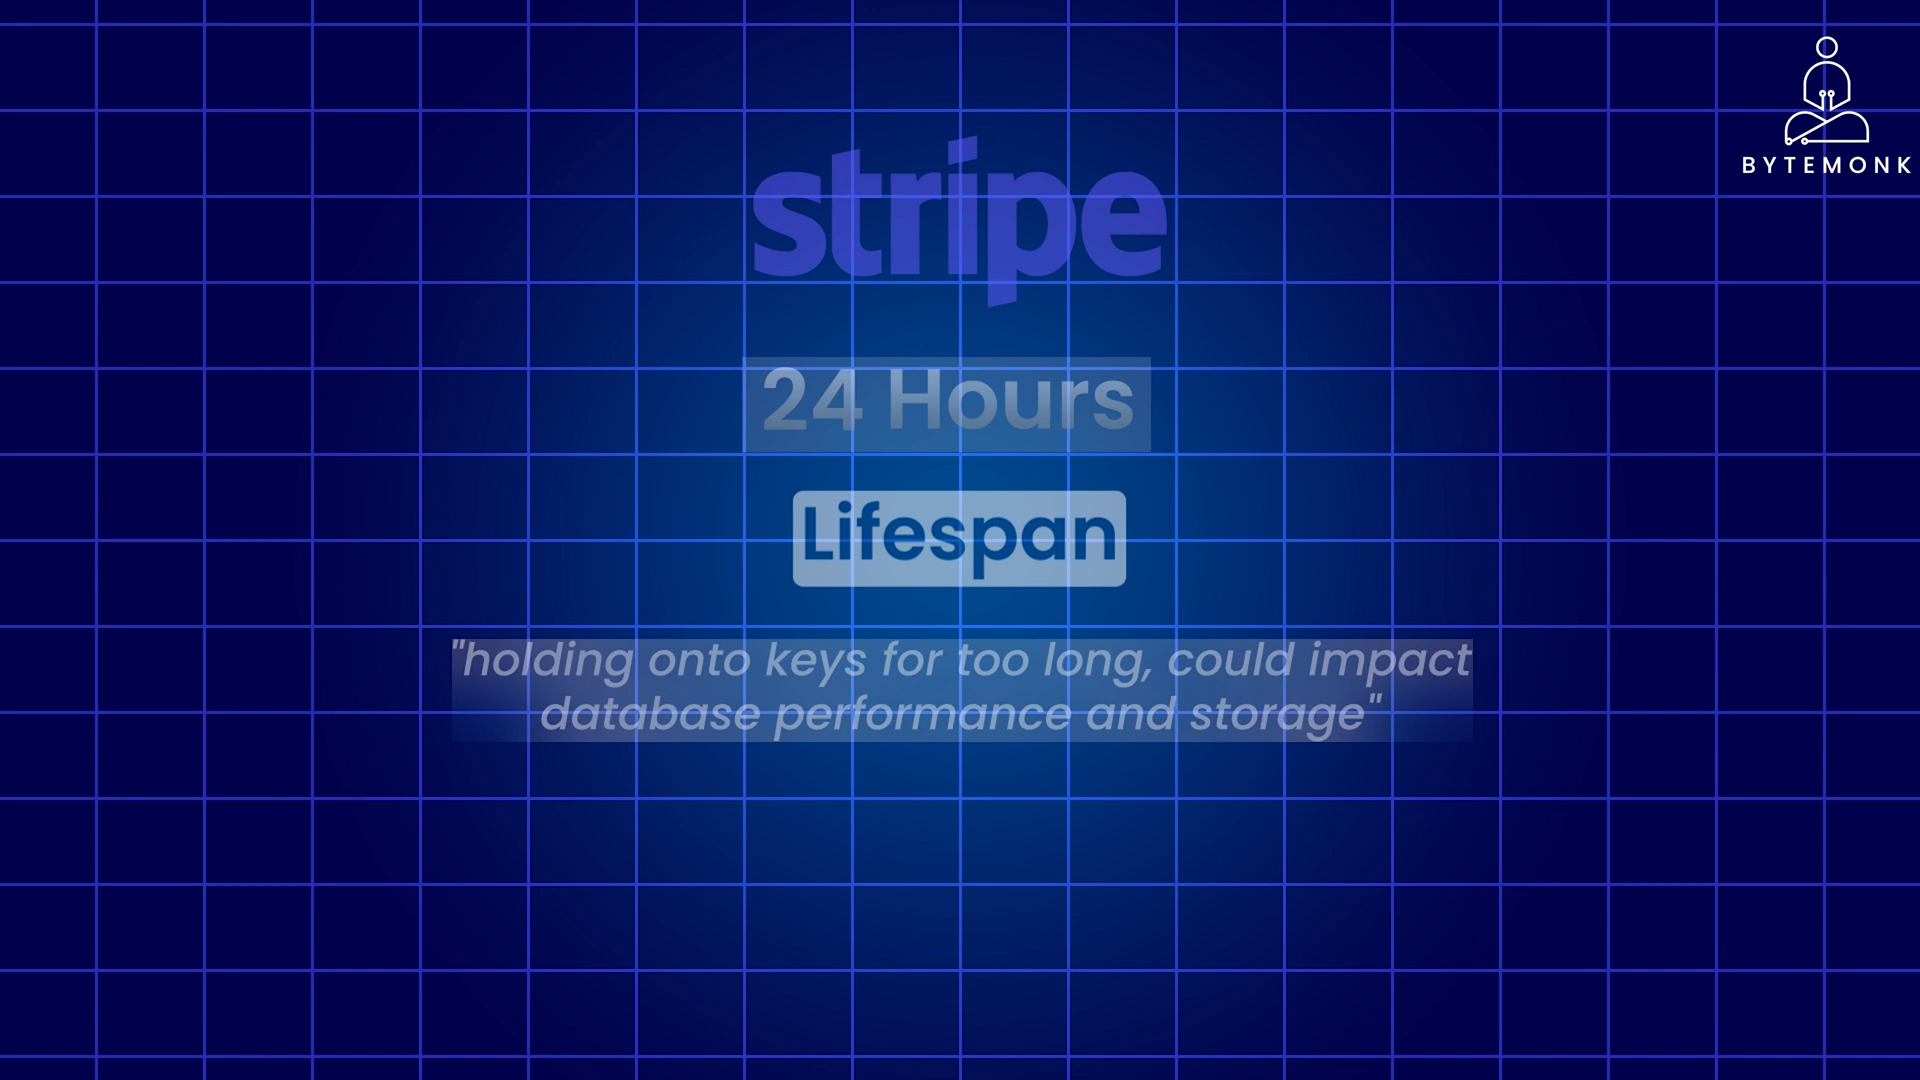 BYTEMONK
stripe
24 Hours
Lifespan
"holding onto keys for too long, could impact
database performance and storage"